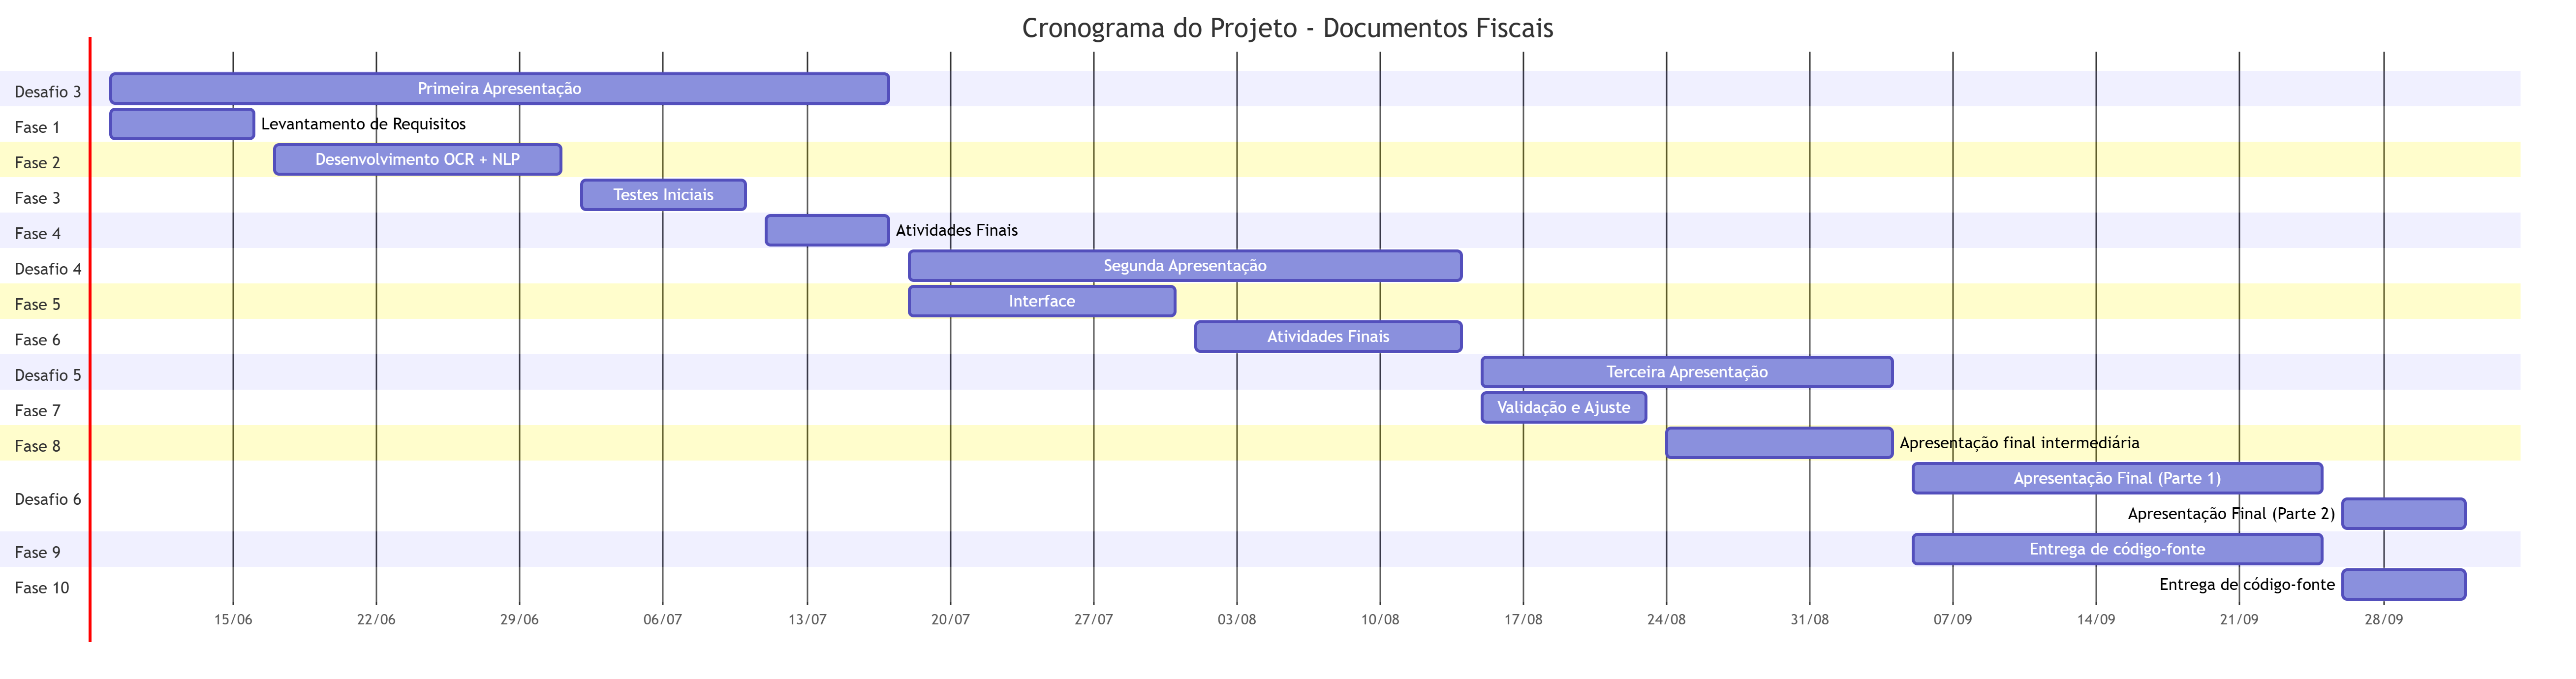 Cronograma do Projeto - Documentos Fiscais
Desafio 3 Primeira Apresentação
Fase 1 Levantamento de Requisitos
Fase 2 Desenvolvimento OCR + NLP
Fase 3 Testes Iniciais
Fase 4 Atividades Finais
Desafio 4 Segunda Apresentação
Fase 5 Interface
Fase 6 Atividades Finais
Desafio 5 Terceira Apresentação
Fase 7 Validação e Ajuste
Fase 8 Apresentação final intermediária
Apresentação Final (Parte 1)
Desafio 6
Apresentação Final (Parte 2)
Fase 9 Entrega de código-fonte
Fase 10 Entrega de código-fonte
15/06 22/06 29/06 06/07 13/07 20/07 27/07 03/08 10/08 17/08 24/08 31/08 07/09 14/09 21/09 28/09